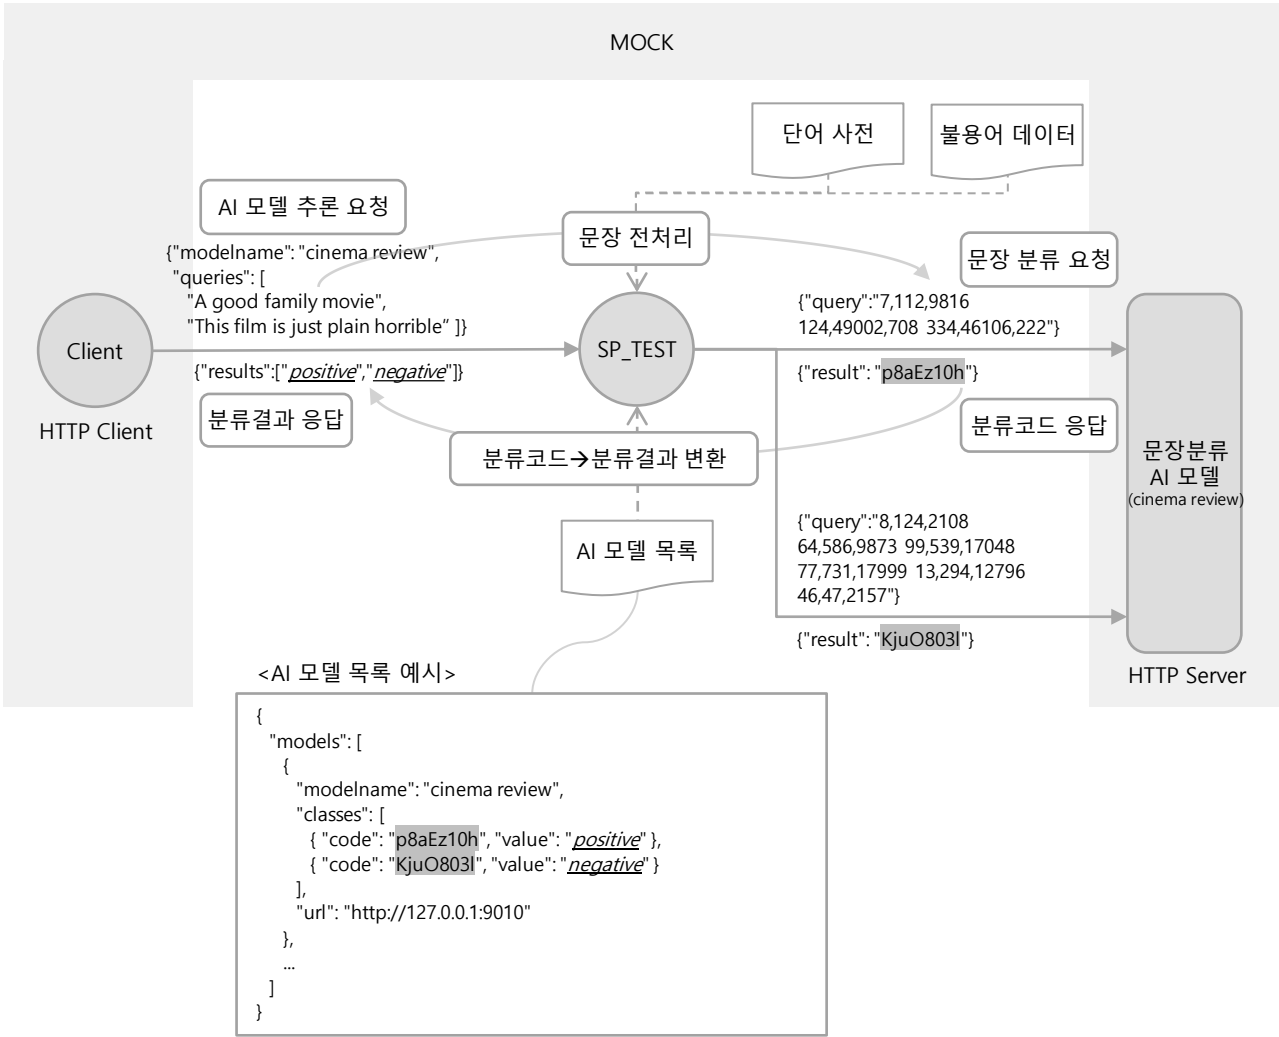 MOCK
단어 사전
불용어 데이터
AI 모델 추론 요청
문장 전처리
문장 분류 요청
{"modelname": "cinema review",
"queries": [
"A good family movie",
"This film is just plain horrible" ]}
{"query":"7,112,9816
124,49002,708 334,46106,222"}
Client
SP_TEST
{"results":["positive","negative"]}
{"result": "p8aEz10h"}
HTTP Client
분류결과 응답
분류코드 응답
분류코드→분류결과 변환
문장분류
AI 모델
(cinema review)
AI 모델 목록
{"query":"8,124,2108
64,586,9873 99,539,17048
77,731,17999 13,294,12796
46,47,2157"}
{"result": "KjuO803l"}
HTTP Server
<AI 모델 목록 예시>
{
"models": [
{
"modelname": "cinema review",
"classes": [
{ "code": "p8aEz10h", "value": "positive" },
{ "code": "KjuO803l", "value": "negative" }
],
"url": "http://127.0.0.1:9010"
},
...
]
}